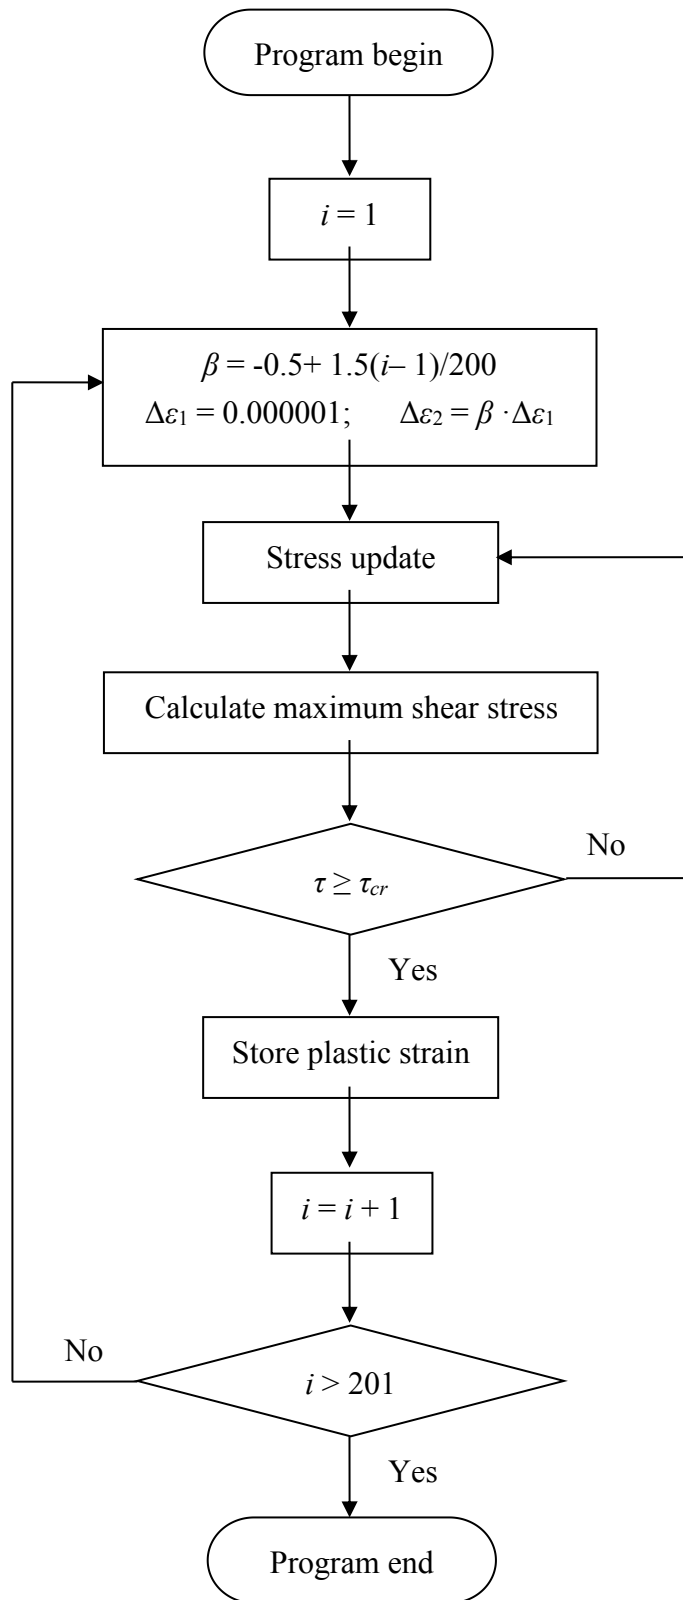 Program begin
i = 1
β = -0.5+ 1.5(i– 1)/200
Δε₁ = 0.000001; Δε₂ = β ·Δε₁
Stress update
Calculate maximum shear stress
No
τ ≥ τcr
Yes
Store plastic strain
i = i + 1
No
i > 201
Yes
Program end